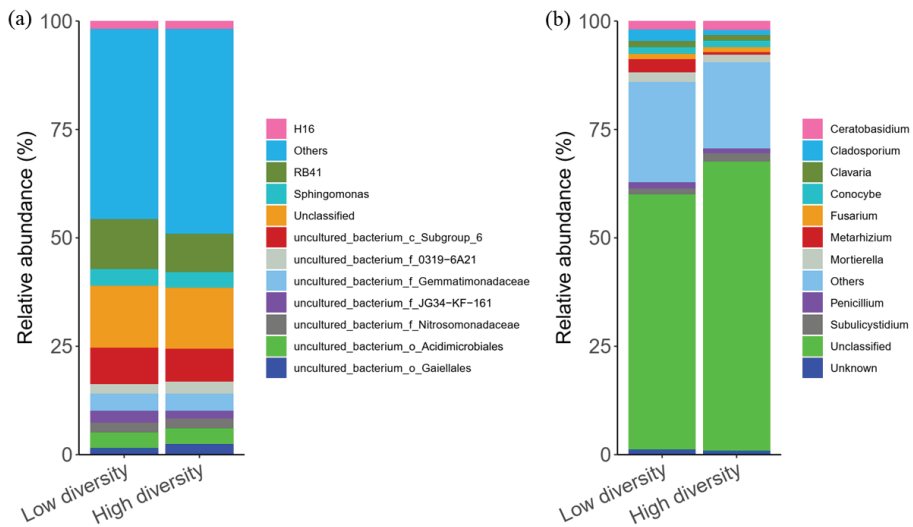 (a)
Relative abundance (%)
100
75
50
25
0
Low diversity
High diversity
H16
Others
RB41
Sphingomonas
Unclassified
uncultured_bacterium_c_Subgroup_6
uncultured_bacterium_f_0319−6A21
uncultured_bacterium_f_Gemmatimonadaceae
uncultured_bacterium_f_JG34−KF−161
uncultured_bacterium_f_Nitrosomonadaceae
uncultured_bacterium_o_Acidimicrobiales
uncultured_bacterium_o_Gaiellales
(b)
Relative abundance (%)
100
75
50
25
0
Low diversity
High diversity
Ceratobasidium
Cladosporium
Clavaria
Conocybe
Fusarium
Metarhizium
Mortierella
Others
Penicillium
Subulicystidium
Unclassified
Unknown